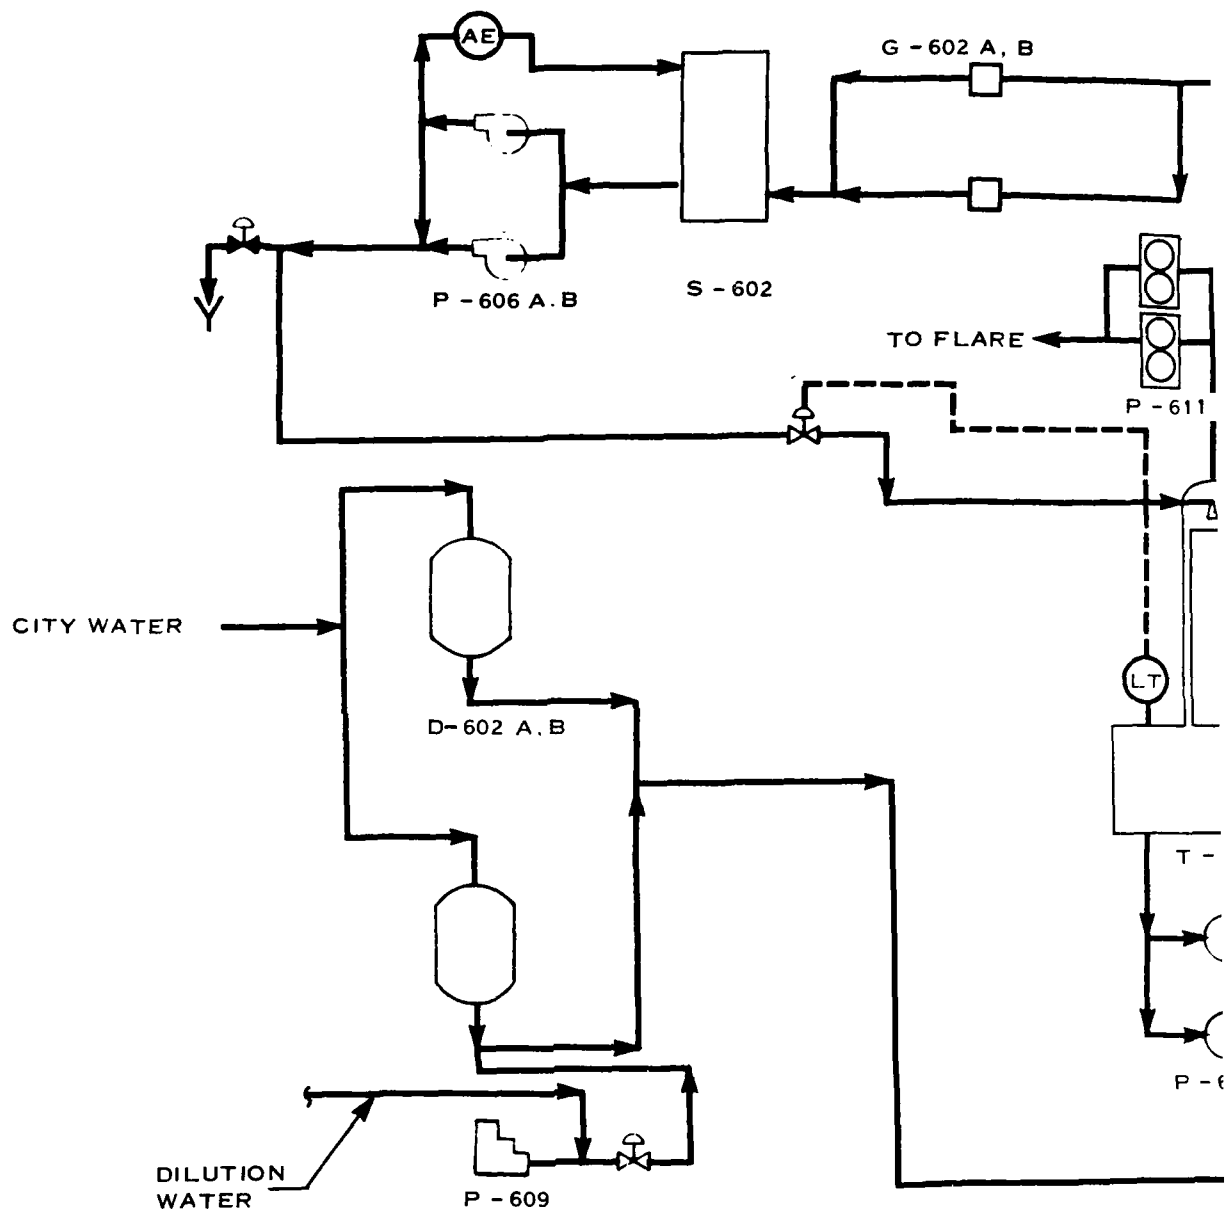 AE
G-602 A, B
P-606 A.B
S-602
TO FLARE
P-611
CITY WATER
LT
D-602 A, B
T-
P-6
DILUTION
WATER
P-609